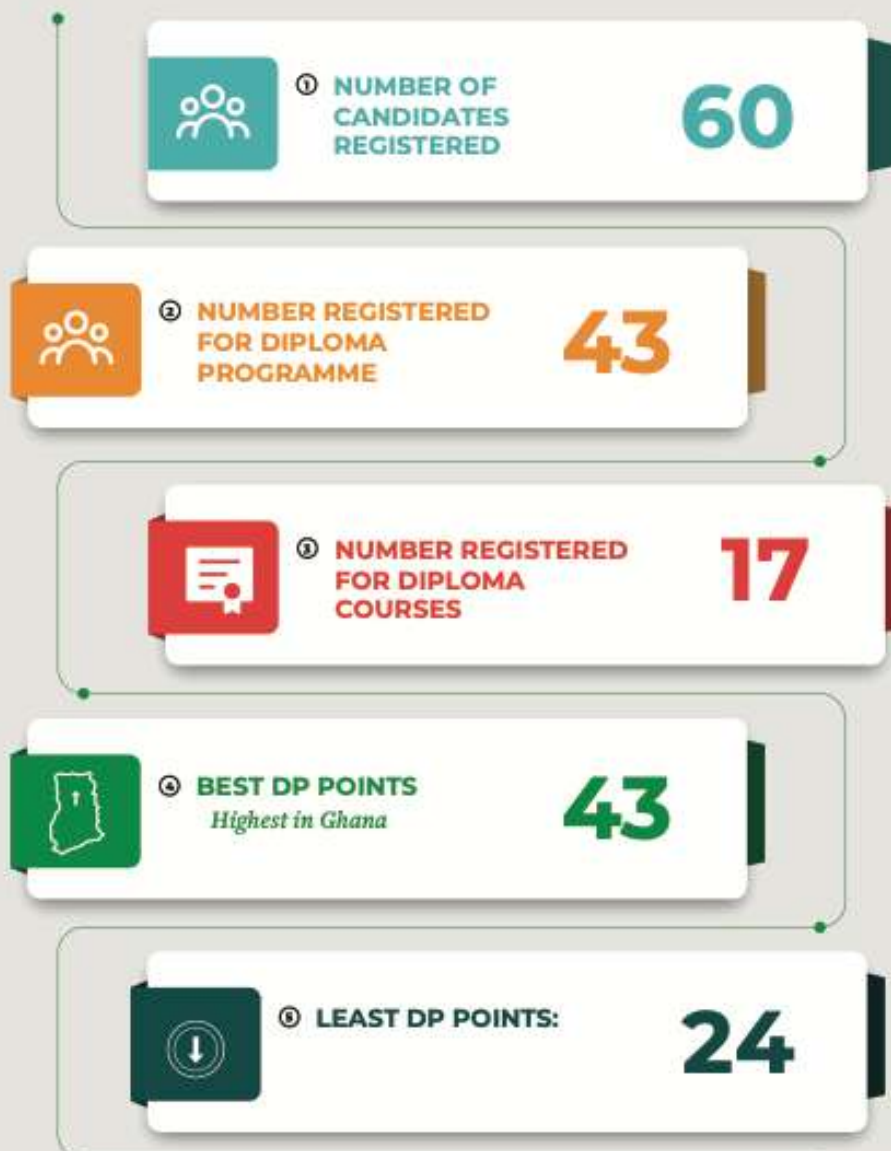 ① NUMBER OF
CANDIDATES
REGISTERED
60
② NUMBER REGISTERED
FOR DIPLOMA
PROGRAMME
43
③ NUMBER REGISTERED
FOR DIPLOMA
COURSES
17
④ BEST DP POINTS
Highest in Ghana
43
⑤ LEAST DP POINTS:
24